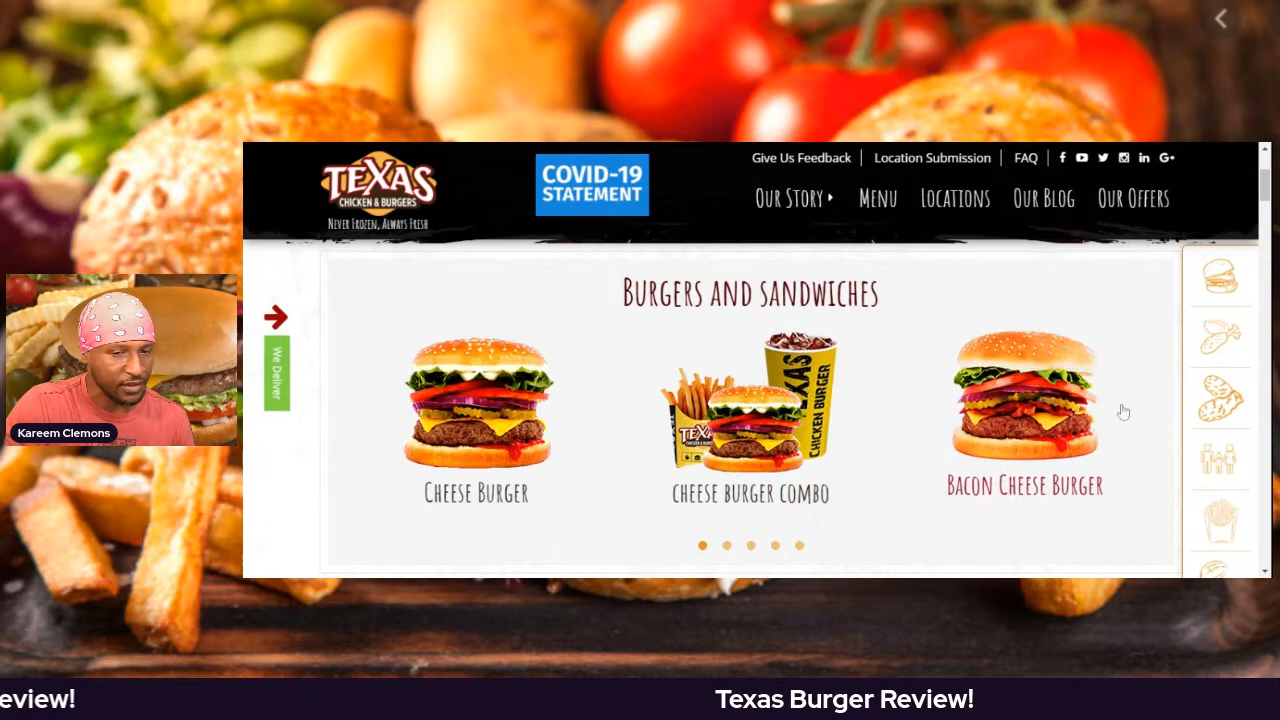 Give Us Feedback
Location Submission
FAQ
TEXAS
CHICKEN & BURGERS
NEVER FROZEN, ALWAYS FRESH
COVID-19
STATEMENT
OUR STORY
MENU
LOCATIONS
OUR BLOG
OUR OFFERS
BURGERS AND SANDWICHES
We Deliver
TEXAS
CHICKEN BURGER
CHEESE BURGER
CHEESE BURGER COMBO
BACON CHEESE BURGER
Kareem Clemons
eview!
Texas Burger Review!